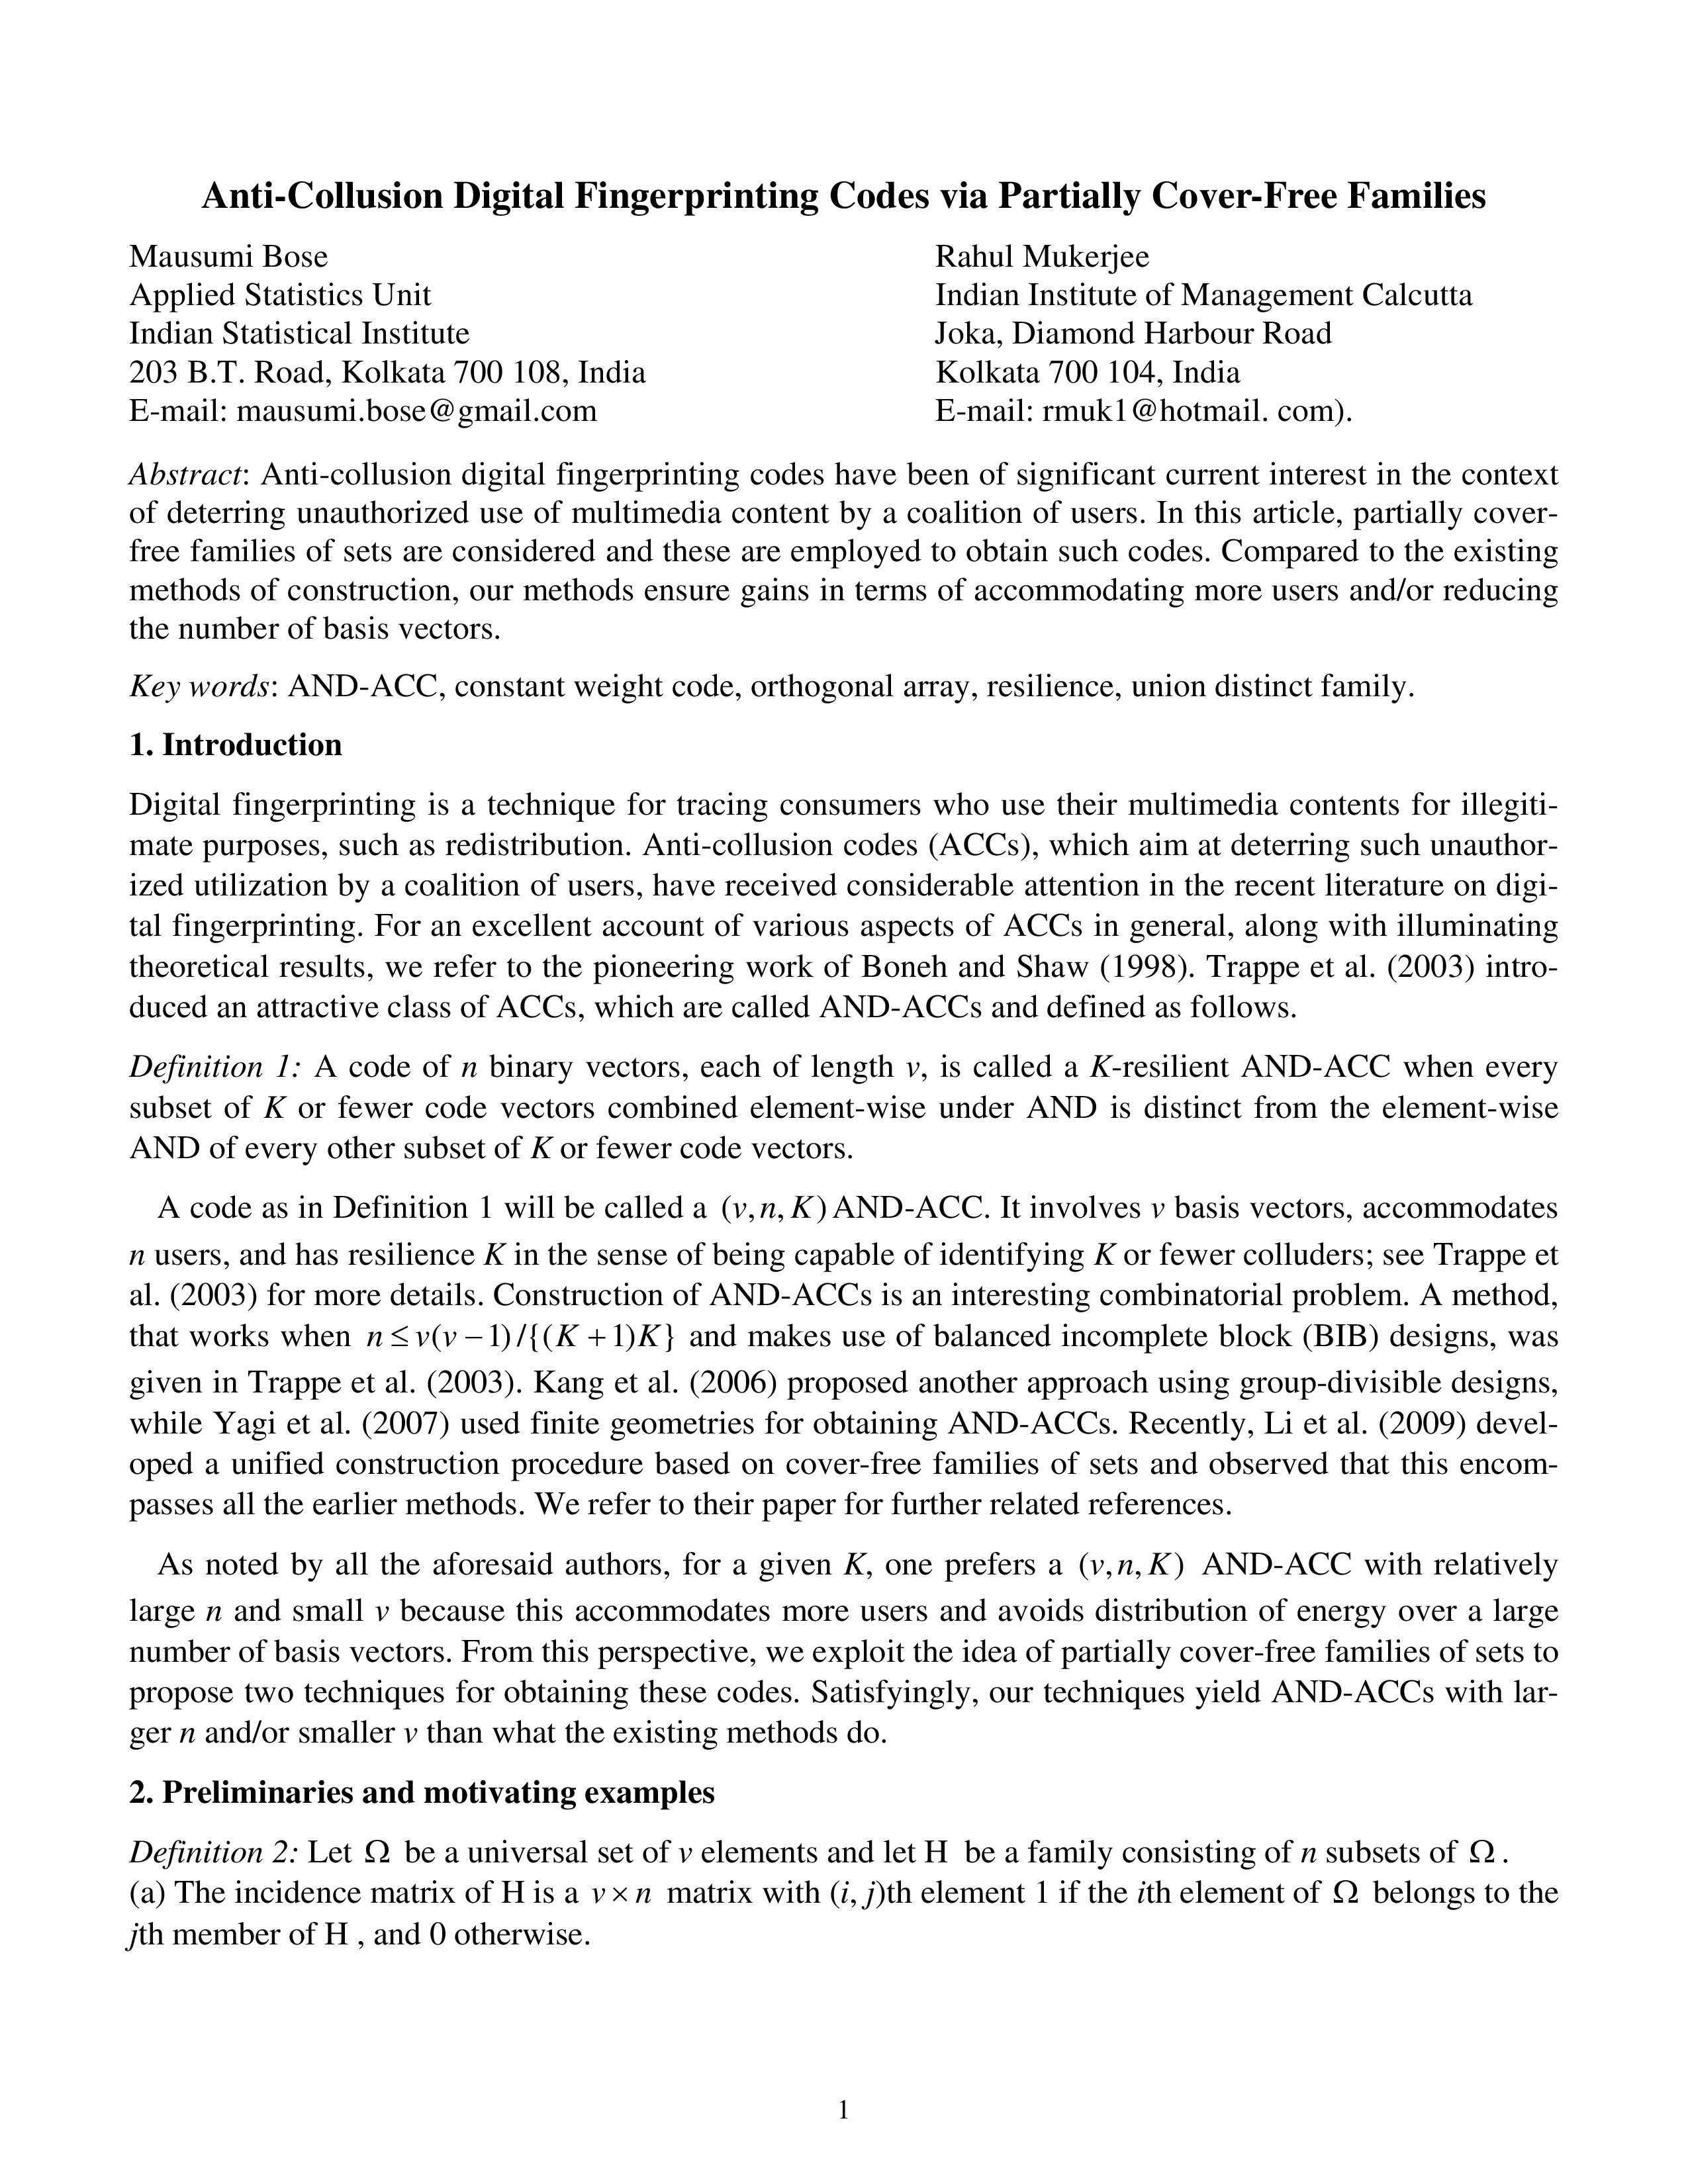 Anti-Collusion Digital Fingerprinting Codes via Partially Cover-Free Families
Mausumi Bose
Applied Statistics Unit
Indian Statistical Institute
203 B.T. Road, Kolkata 700 108, India
E-mail: mausumi.bose@gmail.com
Rahul Mukerjee
Indian Institute of Management Calcutta
Joka, Diamond Harbour Road
Kolkata 700 104, India
E-mail: rmuk1@hotmail. com).
Abstract: Anti-collusion digital fingerprinting codes have been of significant current interest in the context
of deterring unauthorized use of multimedia content by a coalition of users. In this article, partially cover-
free families of sets are considered and these are employed to obtain such codes. Compared to the existing
methods of construction, our methods ensure gains in terms of accommodating more users and/or reducing
the number of basis vectors.
Key words: AND-ACC, constant weight code, orthogonal array, resilience, union distinct family.
1. Introduction
Digital fingerprinting is a technique for tracing consumers who use their multimedia contents for illegiti-
mate purposes, such as redistribution. Anti-collusion codes (ACCs), which aim at deterring such unauthor-
ized utilization by a coalition of users, have received considerable attention in the recent literature on digi-
tal fingerprinting. For an excellent account of various aspects of ACCs in general, along with illuminating
theoretical results, we refer to the pioneering work of Boneh and Shaw (1998). Trappe et al. (2003) intro-
duced an attractive class of ACCs, which are called AND-ACCs and defined as follows.
Definition 1: A code of n binary vectors, each of length v, is called a K-resilient AND-ACC when every
subset of K or fewer code vectors combined element-wise under AND is distinct from the element-wise
AND of every other subset of K or fewer code vectors.
A code as in Definition 1 will be called a (v, n, K) AND-ACC. It involves v basis vectors, accommodates
n users, and has resilience K in the sense of being capable of identifying K or fewer colluders; see Trappe et
al. (2003) for more details. Construction of AND-ACCs is an interesting combinatorial problem. A method,
that works when n ≤ v(v − 1) /{(K + 1)K} and makes use of balanced incomplete block (BIB) designs, was
given in Trappe et al. (2003). Kang et al. (2006) proposed another approach using group-divisible designs,
while Yagi et al. (2007) used finite geometries for obtaining AND-ACCs. Recently, Li et al. (2009) devel-
oped a unified construction procedure based on cover-free families of sets and observed that this encom-
passes all the earlier methods. We refer to their paper for further related references.
As noted by all the aforesaid authors, for a given K, one prefers a (v, n, K) AND-ACC with relatively
large n and small v because this accommodates more users and avoids distribution of energy over a large
number of basis vectors. From this perspective, we exploit the idea of partially cover-free families of sets to
propose two techniques for obtaining these codes. Satisfyingly, our techniques yield AND-ACCs with lar-
ger n and/or smaller v than what the existing methods do.
2. Preliminaries and motivating examples
Definition 2: Let Ω be a universal set of v elements and let H be a family consisting of n subsets of Ω .
(a) The incidence matrix of H is a v × n matrix with (i, j)th element 1 if the ith element of Ω belongs to the
jth member of H , and 0 otherwise.
1